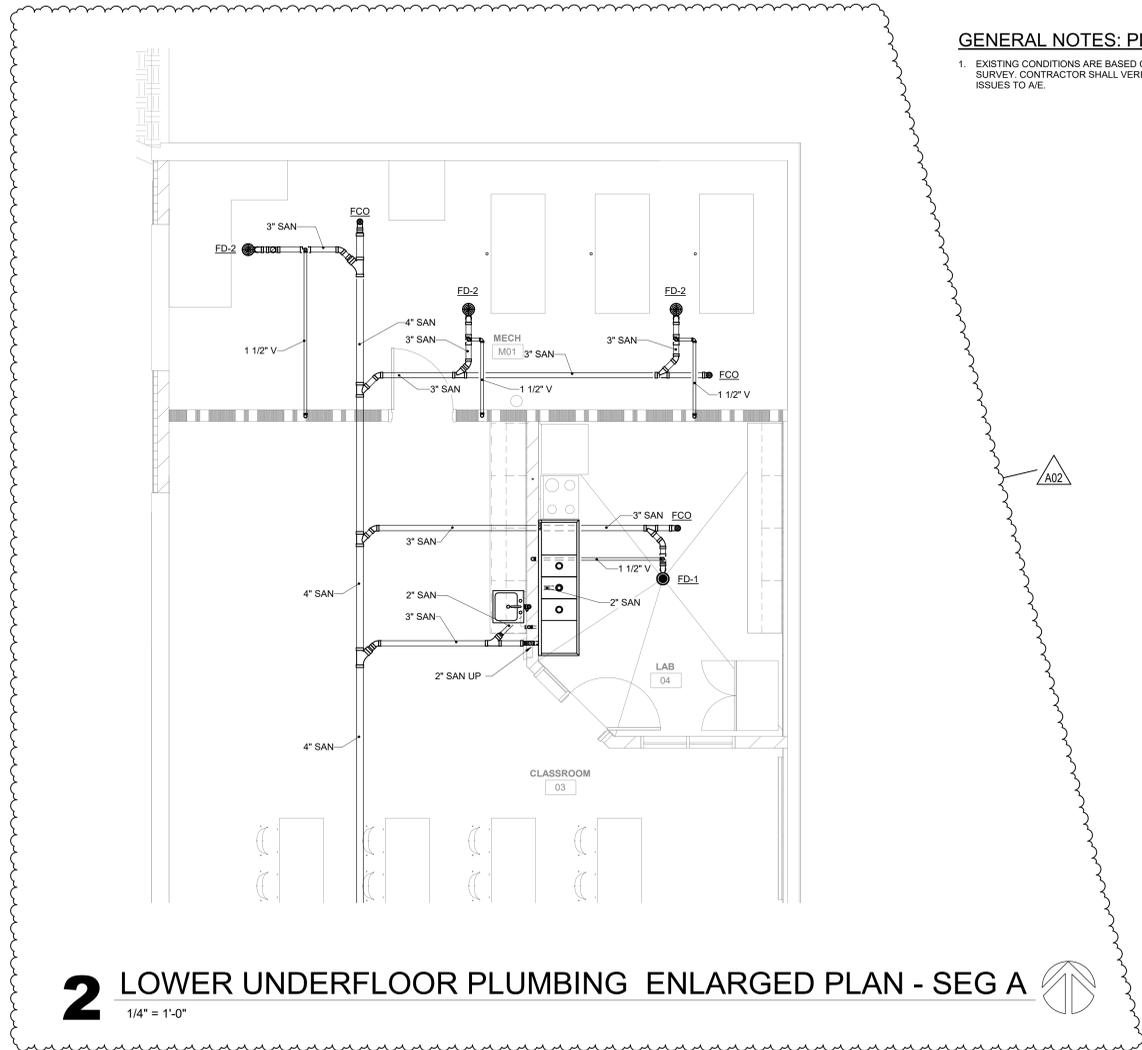 GENERAL NOTES:
1. EXISTING CONDITIONS ARE BASED
SURVEY. CONTRACTOR SHALL
ISSUES TO A/E.
FCO
3" SAN
FD-2
FD-2
FD-2
4" SAN
3" SAN
MECH
M01
3" SAN
3" SAN
1 1/2" V
3" SAN
FCO
1 1/2" V
1 1/2" V
A02
3" SAN
FCO
3" SAN
1 1/2" V
FD-1
4" SAN
2" SAN
2" SAN
3" SAN
2" SAN UP
LAB
04
4" SAN
CLASSROOM
03
2 LOWER UNDERFLOOR PLUMBING ENLARGED PLAN - SEG A
1/4" = 1'-0"